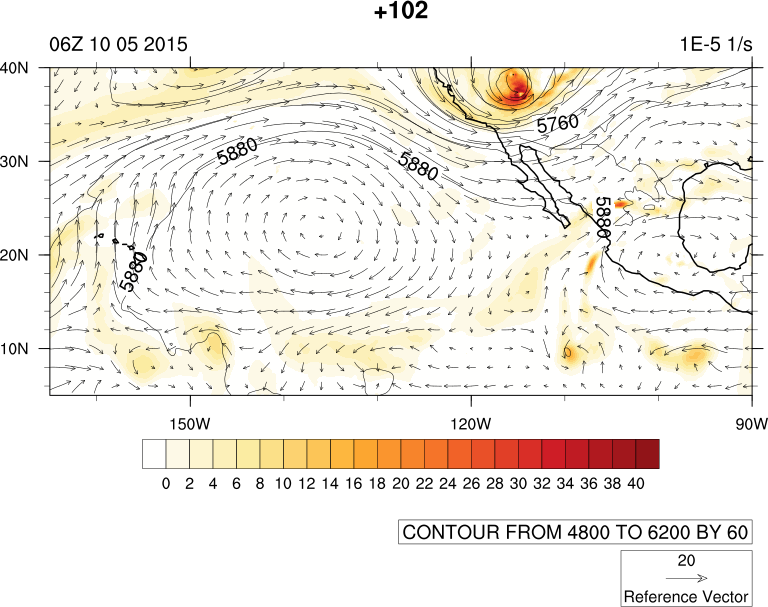 +102
06Z 10 05 2015
1E-5 1/s
40N
30N
20N
10N
5760
5880
5880
5880
5880
150W
120W
90W
0 2 4 6 8 10 12 14 16 18 20 22 24 26 28 30 32 34 36 38 40
CONTOUR FROM 4800 TO 6200 BY 60
20
Reference Vector